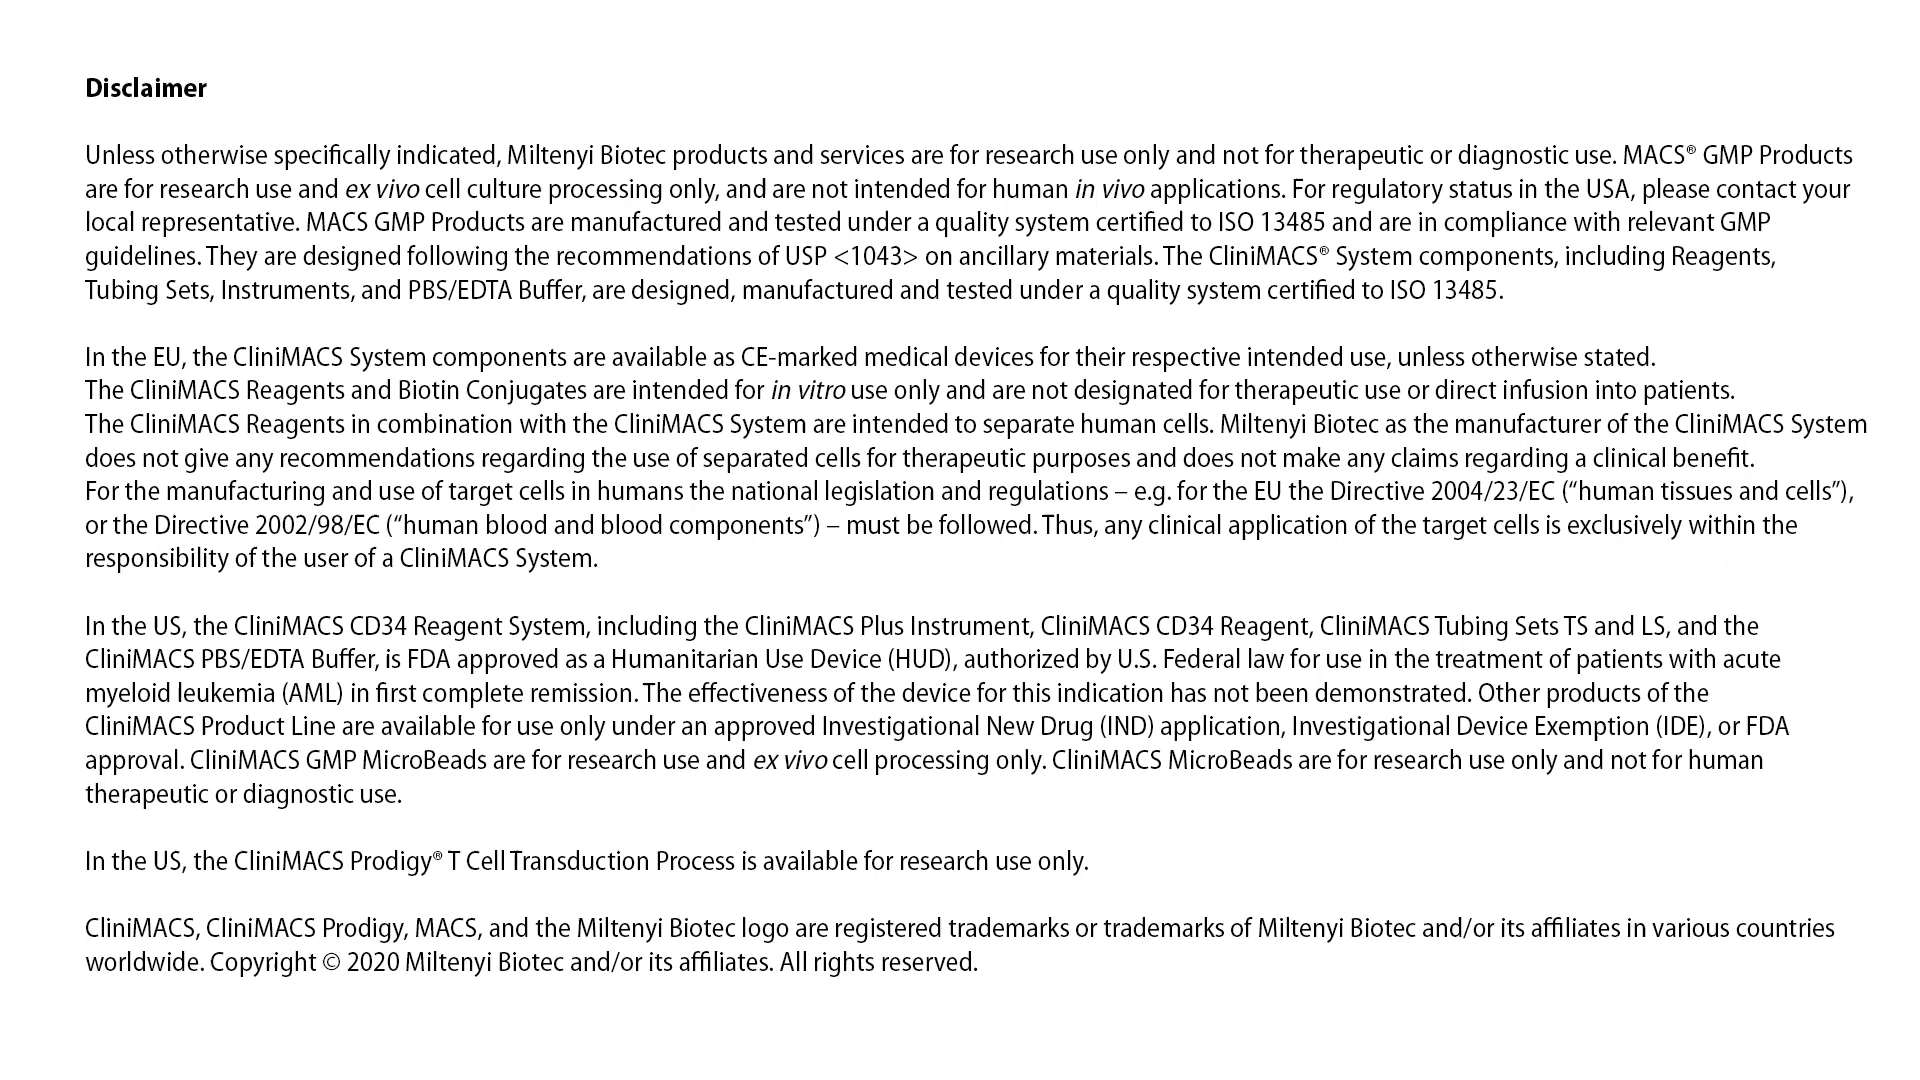 Disclaimer
Unless otherwise specifically indicated, Miltenyi Biotec products and services are for research use only and not for therapeutic or diagnostic use. MACS® GMP Products
are for research use and ex vivo cell culture processing only, and are not intended for human in vivo applications. For regulatory status in the USA, please contact your
local representative. MACS GMP Products are manufactured and tested under a quality system certified to ISO 13485 and are in compliance with relevant GMP
guidelines. They are designed following the recommendations of USP <1043> on ancillary materials. The CliniMACS® System components, including Reagents,
Tubing Sets, Instruments, and PBS/EDTA Buffer, are designed, manufactured and tested under a quality system certified to ISO 13485.
In the EU, the CliniMACS System components are available as CE-marked medical devices for their respective intended use, unless otherwise stated.
The CliniMACS Reagents and Biotin Conjugates are intended for in vitro use only and are not designated for therapeutic use or direct infusion into patients.
The CliniMACS Reagents in combination with the CliniMACS System are intended to separate human cells. Miltenyi Biotec as the manufacturer of the CliniMACS System
does not give any recommendations regarding the use of separated cells for therapeutic purposes and does not make any claims regarding a clinical benefit.
For the manufacturing and use of target cells in humans the national legislation and regulations – e.g. for the EU the Directive 2004/23/EC (“human tissues and cells”),
or the Directive 2002/98/EC (“human blood and blood components”) – must be followed. Thus, any clinical application of the target cells is exclusively within the
responsibility of the user of a CliniMACS System.
In the US, the CliniMACS CD34 Reagent System, including the CliniMACS Plus Instrument, CliniMACS CD34 Reagent, CliniMACS Tubing Sets TS and LS, and the
CliniMACS PBS/EDTA Buffer, is FDA approved as a Humanitarian Use Device (HUD), authorized by U.S. Federal law for use in the treatment of patients with acute
myeloid leukemia (AML) in first complete remission. The effectiveness of the device for this indication has not been demonstrated. Other products of the
CliniMACS Product Line are available for use only under an approved Investigational New Drug (IND) application, Investigational Device Exemption (IDE), or FDA
approval. CliniMACS GMP MicroBeads are for research use and ex vivo cell processing only. CliniMACS MicroBeads are for research use only and not for human
therapeutic or diagnostic use.
In the US, the CliniMACS Prodigy® T Cell Transduction Process is available for research use only.
CliniMACS, CliniMACS Prodigy, MACS, and the Miltenyi Biotec logo are registered trademarks or trademarks of Miltenyi Biotec and/or its affiliates in various countries
worldwide. Copyright © 2020 Miltenyi Biotec and/or its affiliates. All rights reserved.